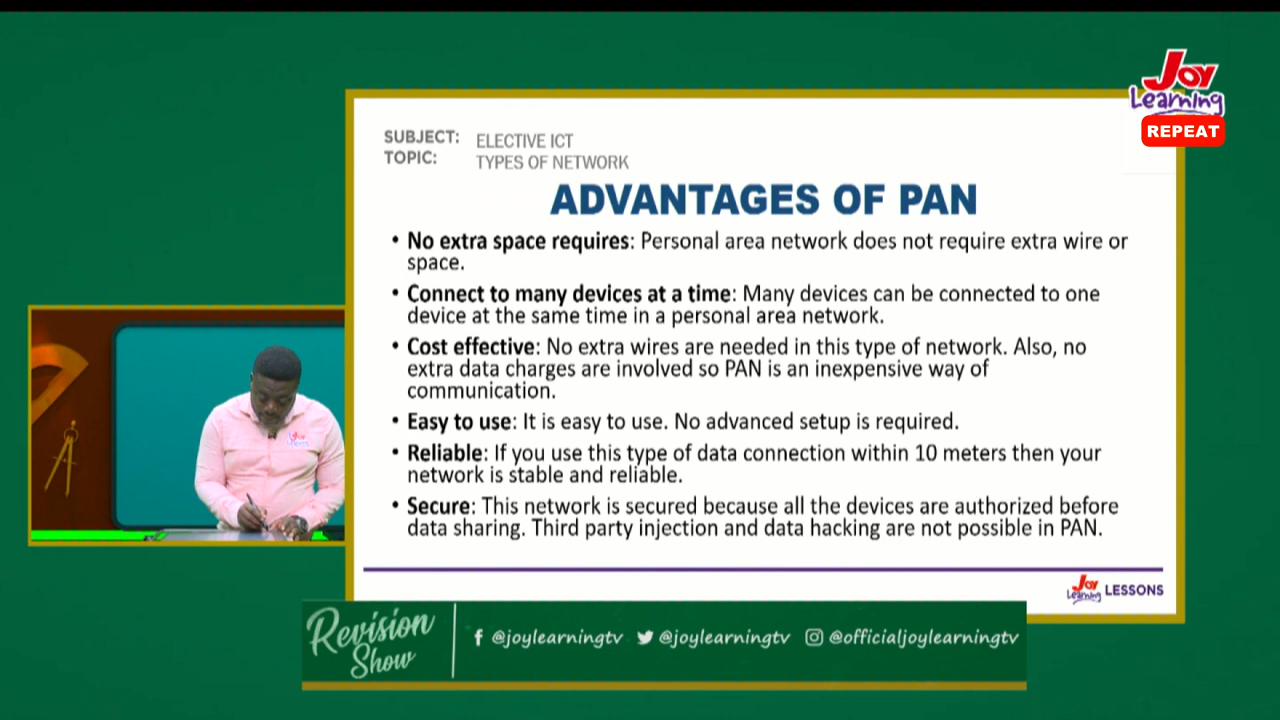 Joy
Learning
REPEAT
SUBJECT: ELECTIVE ICT
TOPIC: TYPES OF NETWORK
ADVANTAGES OF PAN
• No extra space requires: Personal area network does not require extra wire or
space.
• Connect to many devices at a time: Many devices can be connected to one
device at the same time in a personal area network.
• Cost effective: No extra wires are needed in this type of network. Also, no
extra data charges are involved so PAN is an inexpensive way of
communication.
• Easy to use: It is easy to use. No advanced setup is required.
• Reliable: If you use this type of data connection within 10 meters then your
network is stable and reliable.
• Secure: This network is secured because all the devices are authorized before
data sharing. Third party injection and data hacking are not possible in PAN.
Joy
Learning LESSONS
Revision
Show
@joylearningtv @joylearningtv @officialjoylearningtv